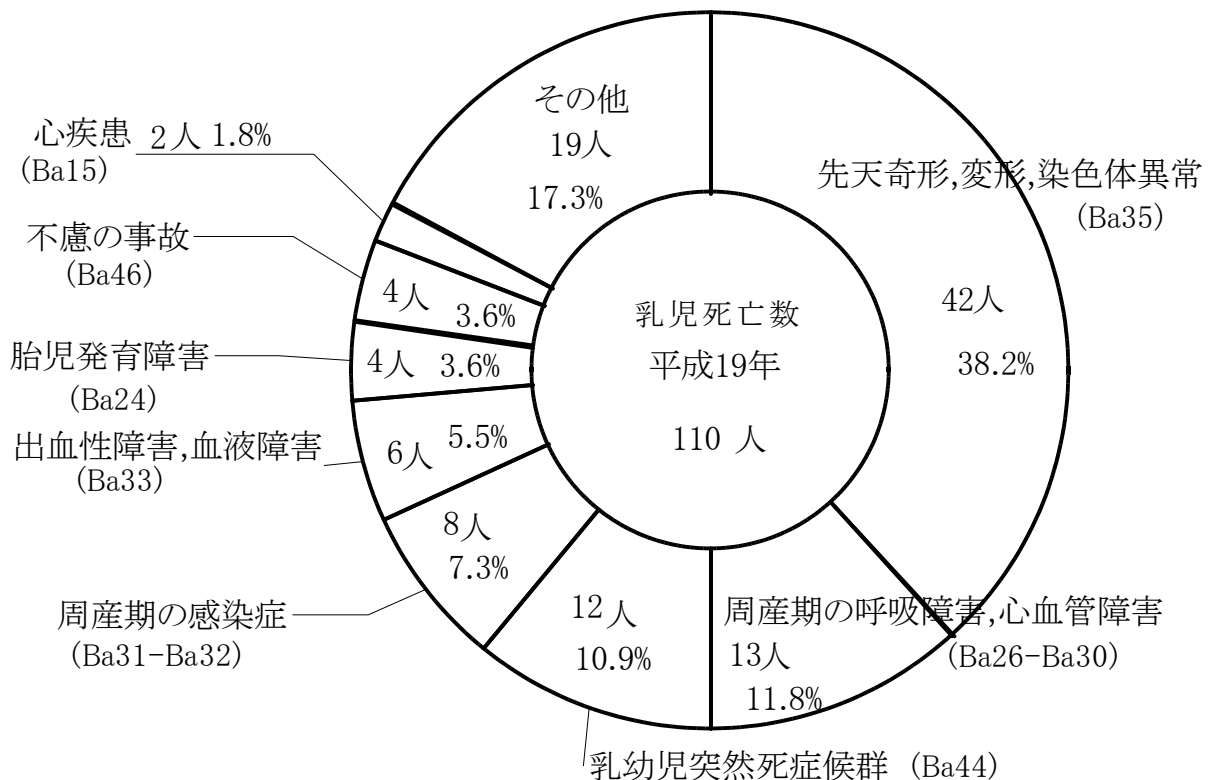 その他
19人
17.3%
心疾患 2人 1.8%
(Ba15)
先天奇形,変形,染色体異常
(Ba35)
42人
38.2%
不慮の事故
(Ba46)
4人 3.6%
乳児死亡数
平成19年
110 人
胎児発育障害
(Ba24)
4人 3.6%
出血性障害,血液障害
(Ba33)
6人 5.5%
8人
7.3%
周産期の感染症
(Ba31-Ba32)
12人
10.9%
周産期の呼吸障害,心血管障害
(Ba26-Ba30)
13人
11.8%
乳幼児突然死症候群 (Ba44)